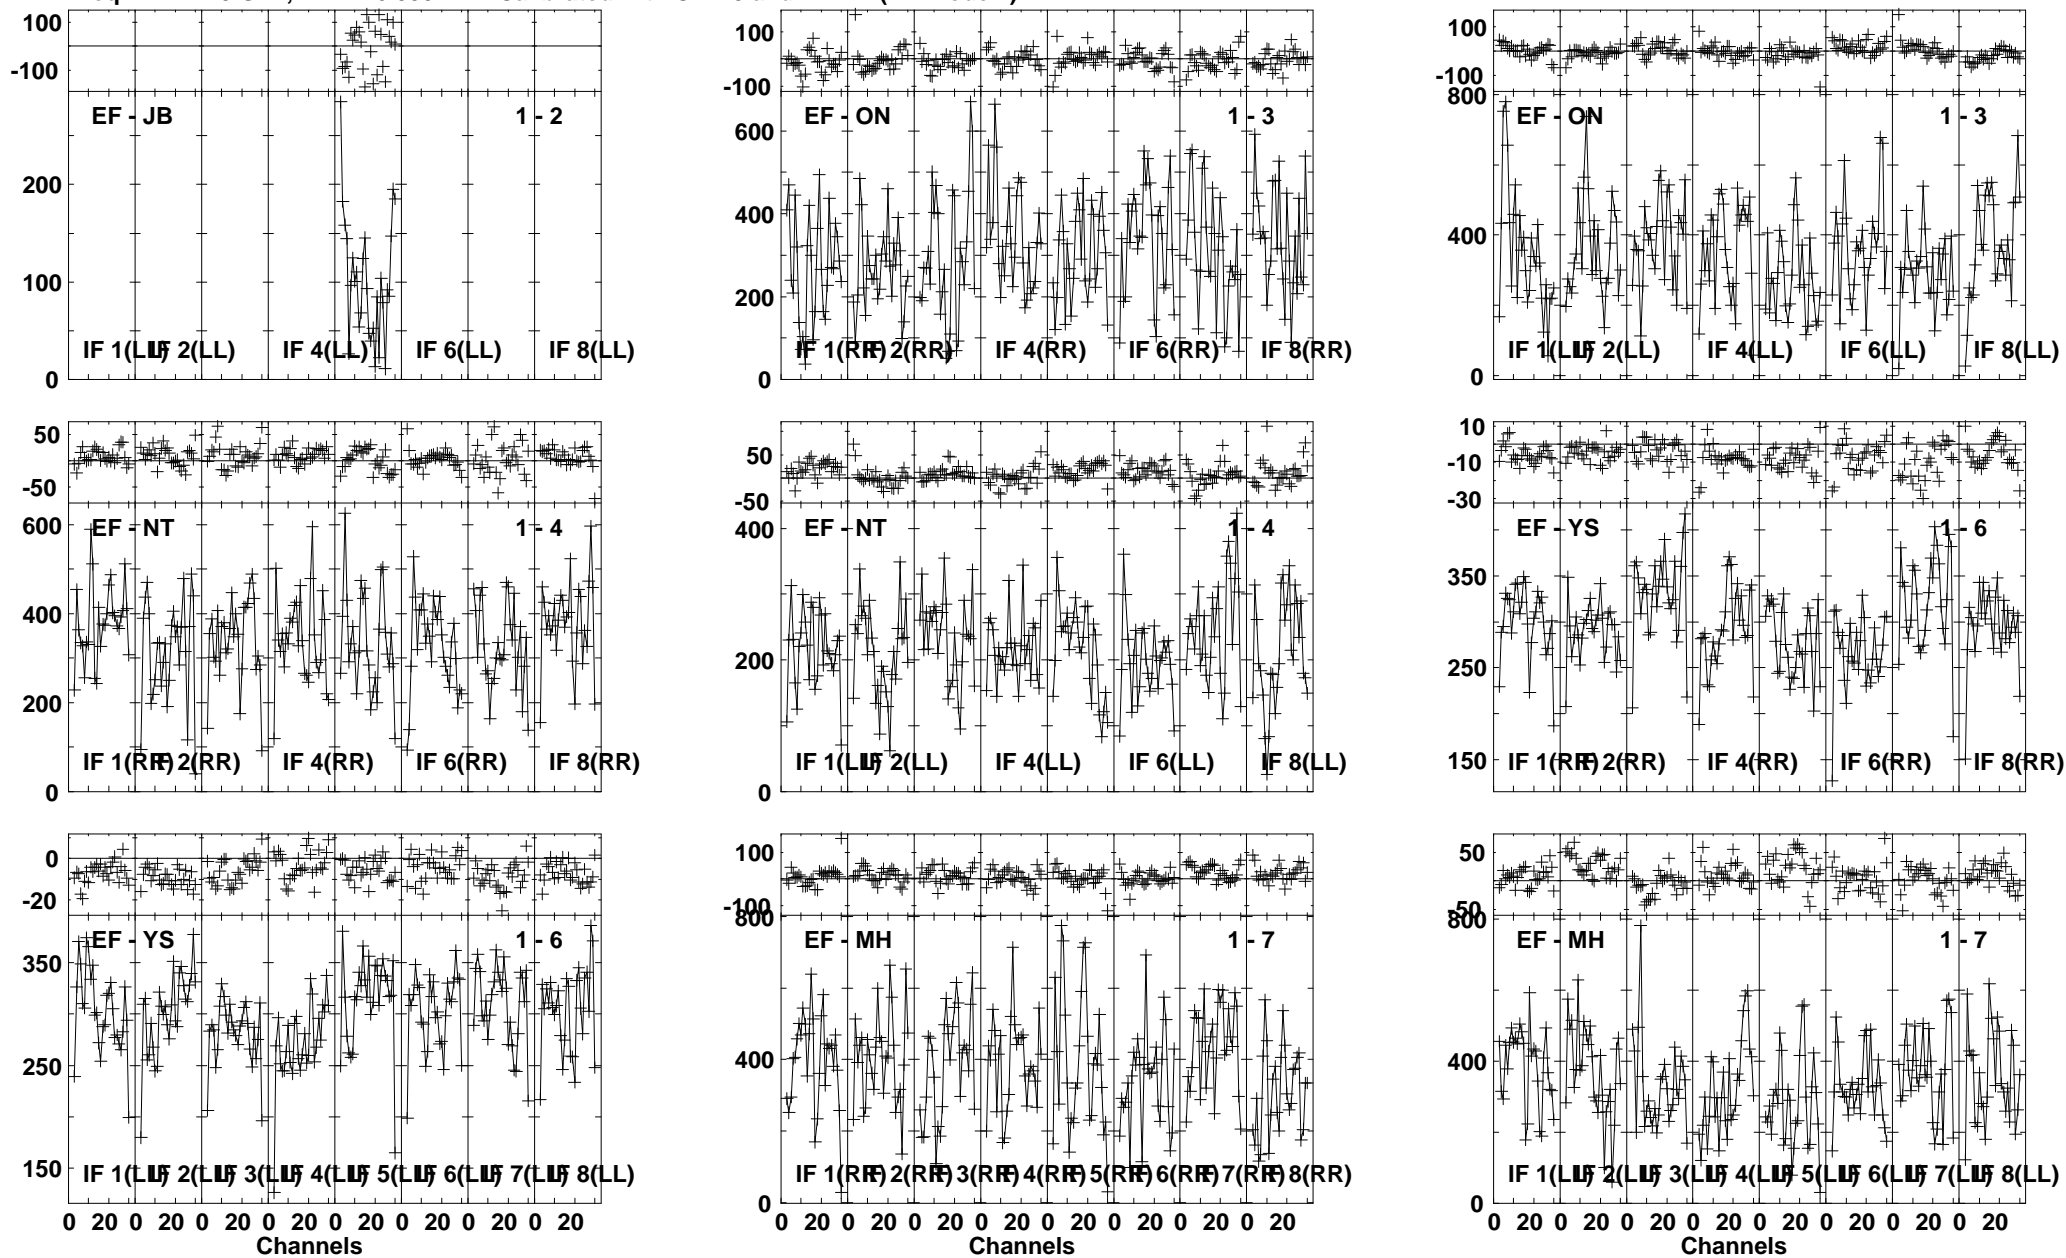 100
-100
EF - JB 1 - 2
200
100
0
IF 1(LL) IF 2(LL) IF 4(LL) IF 6(LL) IF 8(LL)
100
-100
EF - ON 1 - 3
600
400
200
0
IF 1(RR) IF 2(RR) IF 4(RR) IF 6(RR) IF 8(RR)
100
-100
800
EF - ON 1 - 3
400
0
IF 1(LL) IF 2(LL) IF 4(LL) IF 6(LL) IF 8(LL)
50
-50
600
EF - NT 1 - 4
400
200
0
IF 1(RR) IF 2(RR) IF 4(RR) IF 6(RR) IF 8(RR)
50
-50
400
EF - NT 1 - 4
200
0
IF 1(LL) IF 2(LL) IF 4(LL) IF 6(LL) IF 8(LL)
10
-10
-30
EF - YS 1 - 6
350
250
150
IF 1(RR) IF 2(RR) IF 4(RR) IF 6(RR) IF 8(RR)
0
-20
EF - YS 1 - 6
350
250
150
IF 1(LL) IF 2(LL) IF 3(LL) IF 4(LL) IF 5(LL) IF 6(LL) IF 7(LL) IF 8(LL)
0 20 0 20 0 20 0 20 0 20 0 20 0 20 0 20
Channels
100
-100
800
EF - MH 1 - 7
400
0
IF 1(RR) IF 2(RR) IF 3(RR) IF 4(RR) IF 5(RR) IF 6(RR) IF 7(RR) IF 8(RR)
0 20 0 20 0 20 0 20 0 20 0 20 0 20 0 20
Channels
50
-50
800
EF - MH 1 - 7
400
0
IF 1(LL) IF 2(LL) IF 3(LL) IF 4(LL) IF 5(LL) IF 6(LL) IF 7(LL) IF 8(LL)
0 20 0 20 0 20 0 20 0 20 0 20 0 20 0 20
Channels